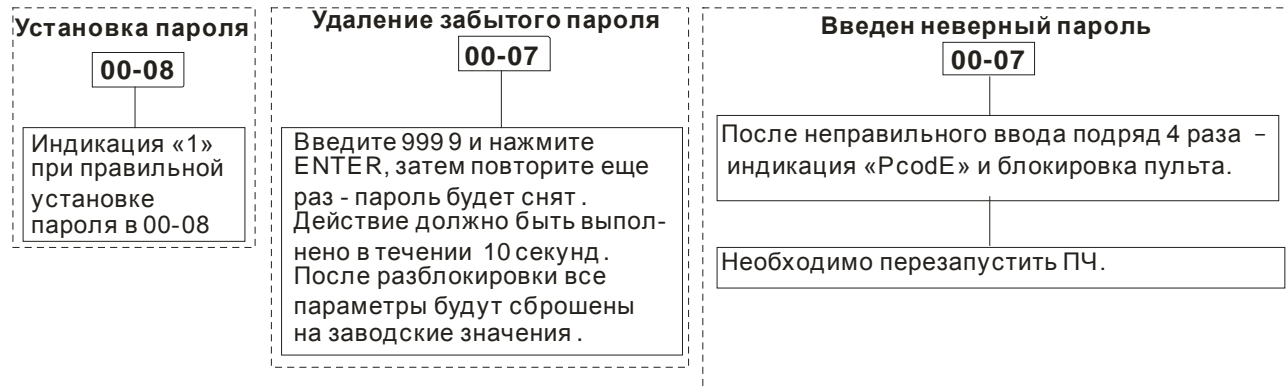 Установка пароля
00-08
Индикация «1»
при правильной
установке
пароля в 00-08
Удаление забытого пароля
00-07
Введите 9999 и нажмите
ENTER, затем повторите еще
раз - пароль будет снят.
Действие должно быть выпол-
нено в течении 10 секунд.
После разблокировки все
параметры будут сброшены
на заводские значения.
Введен неверный пароль
00-07
После неправильного ввода подряд 4 раза –
индикация «PcodE» и блокировка пульта.
Необходимо перезапустить ПЧ.